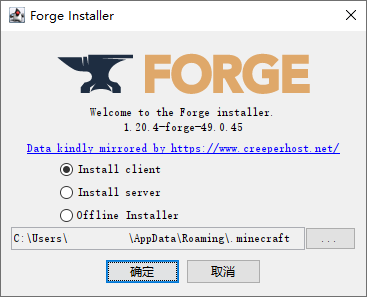 Forge Installer
FORGE
Welcome to the Forge installer.
1.20.4-forge-49.0.45
Data kindly mirrored by https://www.creeperhost.net/
Install client
Install server
Offline Installer
C:\Users\ \AppData\Roaming\.minecraft
...
确定
取消